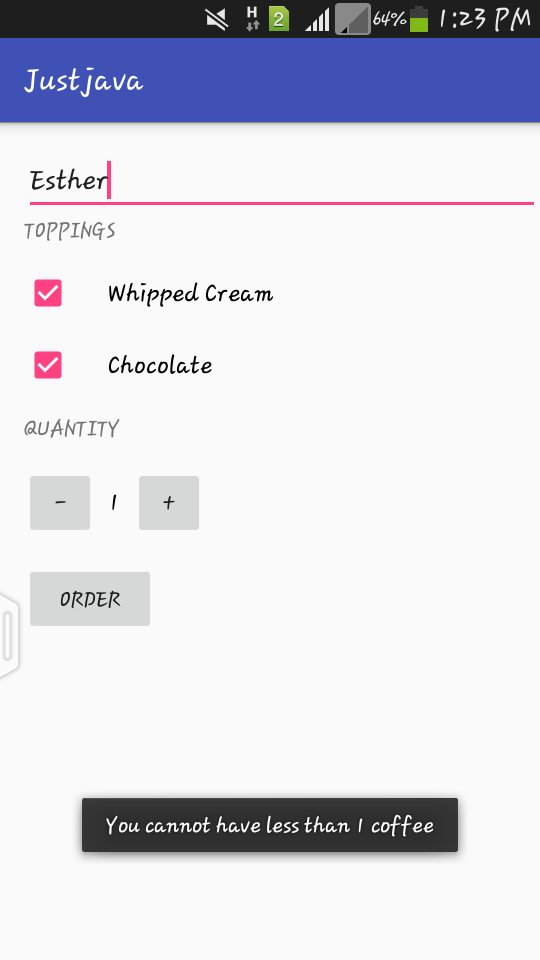 H 2 64% 1:23 PM
Justjava
Esther
TOPPINGS
Whipped Cream
Chocolate
QUANTITY
- 1 +
ORDER
You cannot have less than 1 coffee